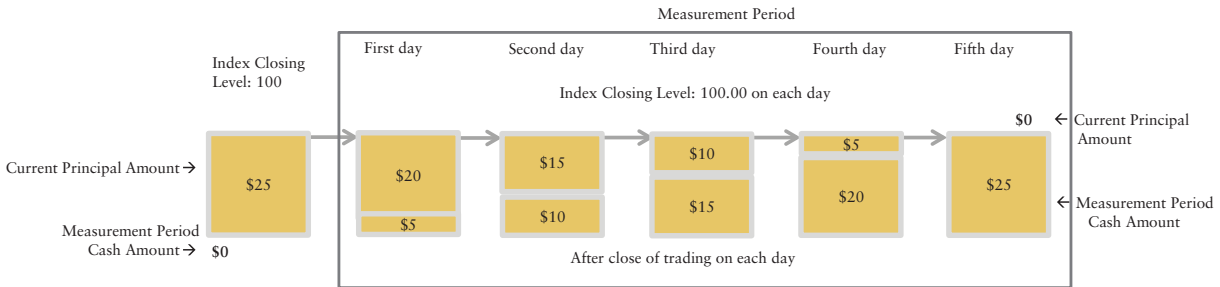 Measurement Period
First day
Second day
Third day
Fourth day
Fifth day
Index Closing
Level: 100
Index Closing Level: 100.00 on each day
$0
← Current Principal
Amount
Current Principal Amount →
$25
$20
$5
$15
$10
$10
$15
$5
$20
$25
← Measurement Period
Cash Amount
Measurement Period
Cash Amount →
$0
After close of trading on each day